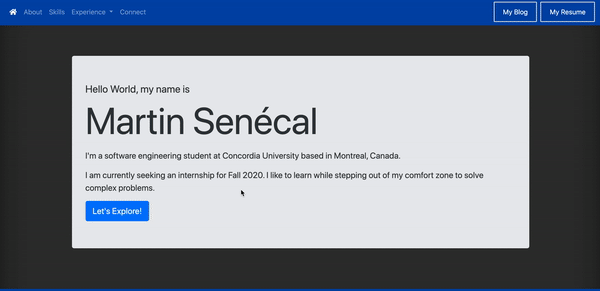 About Skills Experience Connect My Blog My Resume
Hello World, my name is
Martin Senécal
I'm a software engineering student at Concordia University based in Montreal, Canada.
I am currently seeking an internship for Fall 2020. I like to learn while stepping out of my comfort zone to solve
complex problems.
Let's Explore!